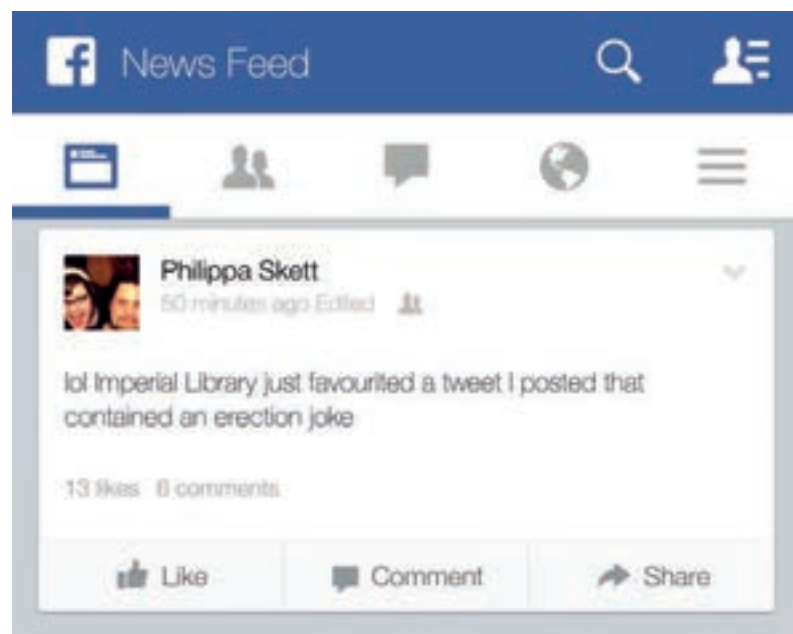 f News Feed
Philippa Skett
50 minutes ago Edited
lol Imperial Library just favourited a tweet I posted that
contained an erection joke
13 likes 6 comments
Like Comment Share